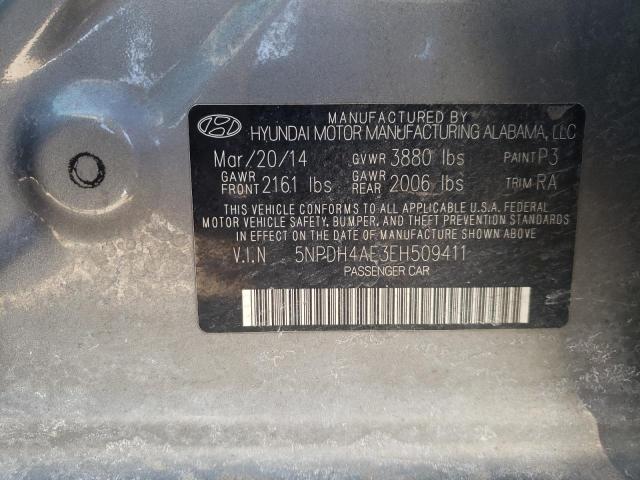 MANUFACTURED BY
HYUNDAI MOTOR MANUFACTURING ALABAMA, LLC
Mar/20/14 GVWR 3880 lbs PAINT P3
GAWR FRONT 2161 lbs GAWR REAR 2006 lbs TRIM RA
THIS VEHICLE CONFORMS TO ALL APPLICABLE U.S.A. FEDERAL
MOTOR VEHICLE SAFETY, BUMPER, AND THEFT PREVENTION STANDARDS
IN EFFECT ON THE DATE OF MANUFACTURE SHOWN ABOVE.
V.I.N 5NPDH4AE3EH509411
PASSENGER CAR